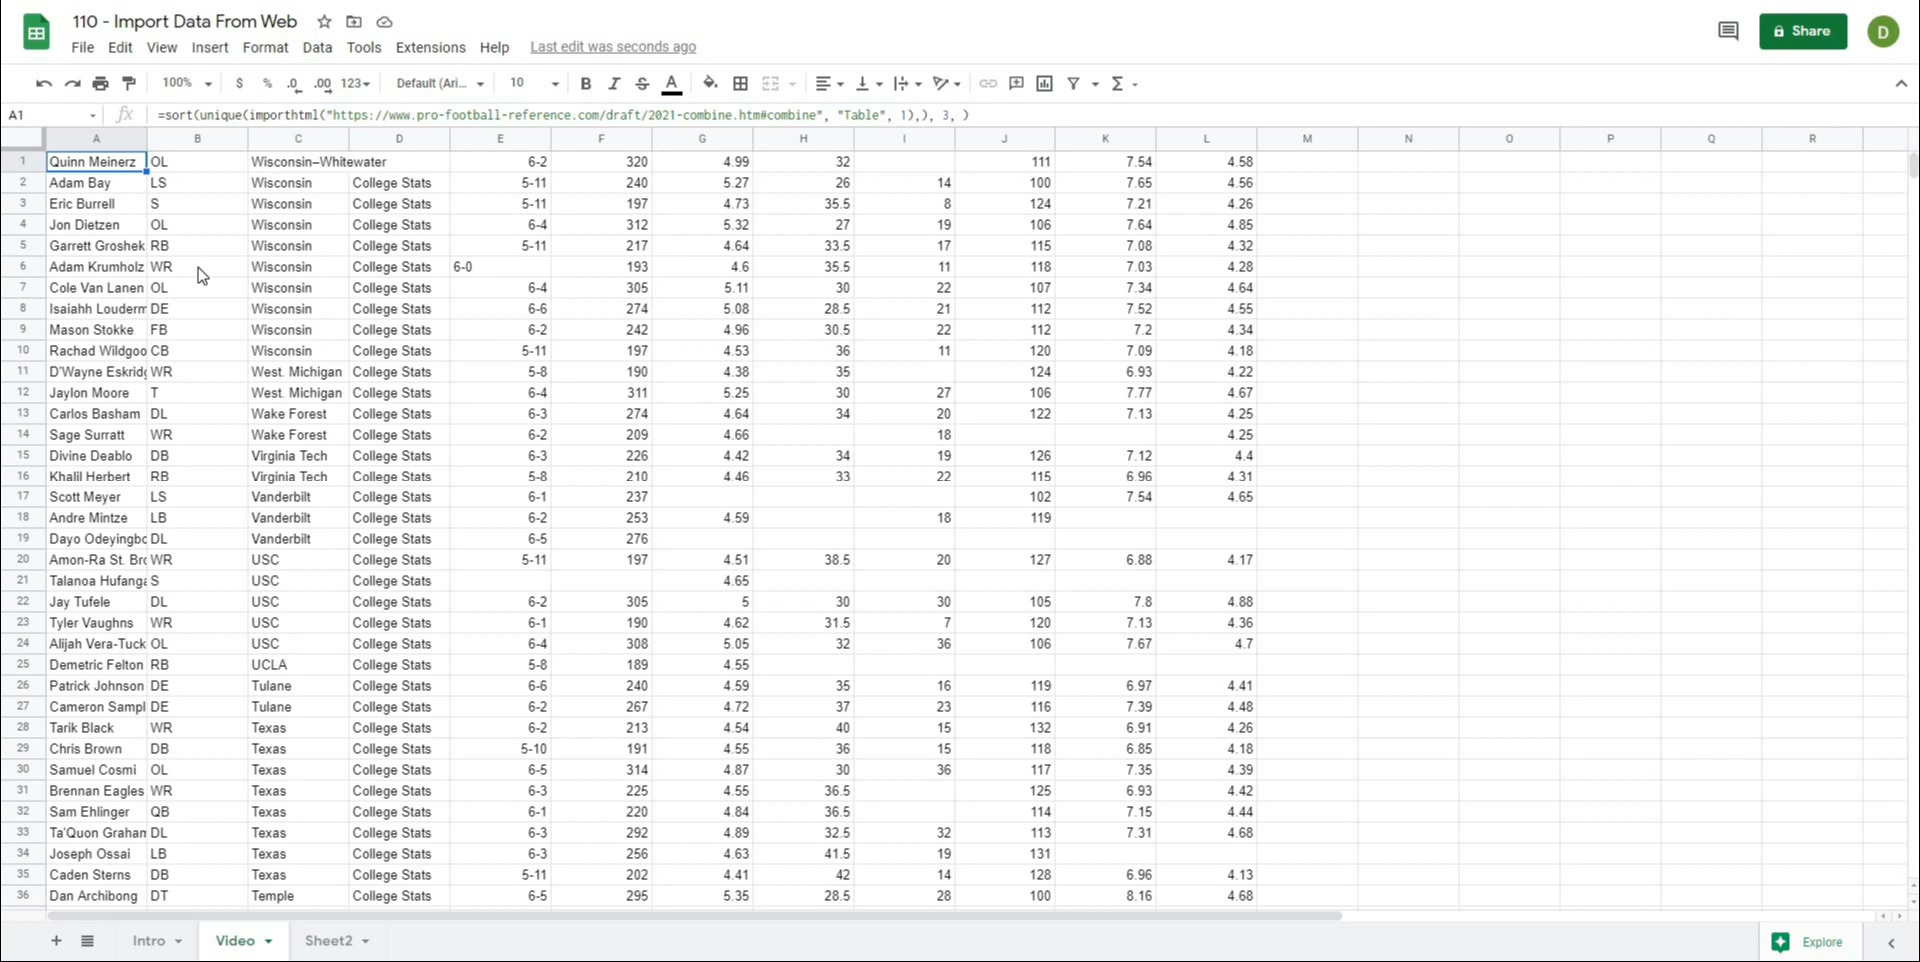 110 - Import Data From Web
File Edit View Insert Format Data Tools Extensions Help Last edit was seconds ago
Share
D
100% $ % .0 .00 123 Default (Ari... 10 B I S A
A1 fx =sort(unique(importhtml("https://www.pro-football-reference.com/draft/2021-combine.htm#combine", "Table", 1),), 3, )
A B C D E F G H I J K L M N O P Q R
1 Quinn Meinerz OL Wisconsin–Whitewater 6-2 320 4.99 32 111 7.54 4.58
2 Adam Bay LS Wisconsin College Stats 5-11 240 5.27 26 14 100 7.65 4.56
3 Eric Burrell S Wisconsin College Stats 5-11 197 4.73 35.5 8 124 7.21 4.26
4 Jon Dietzen OL Wisconsin College Stats 6-4 312 5.32 27 19 106 7.64 4.85
5 Garrett Groshek RB Wisconsin College Stats 5-11 217 4.64 33.5 17 115 7.08 4.32
6 Adam Krumholz WR Wisconsin College Stats 6-0 193 4.6 35.5 11 118 7.03 4.28
7 Cole Van Lanen OL Wisconsin College Stats 6-4 305 5.11 30 22 107 7.34 4.64
8 Isaiahh Louderm DE Wisconsin College Stats 6-6 274 5.08 28.5 21 112 7.52 4.55
9 Mason Stokke FB Wisconsin College Stats 6-2 242 4.96 30.5 22 112 7.2 4.34
10 Rachad Wildgoo CB Wisconsin College Stats 5-11 197 4.53 36 11 120 7.09 4.18
11 D'Wayne Eskridg WR West. Michigan College Stats 5-8 190 4.38 35 124 6.93 4.22
12 Jaylon Moore T West. Michigan College Stats 6-4 311 5.25 30 27 106 7.77 4.67
13 Carlos Basham DL Wake Forest College Stats 6-3 274 4.64 34 20 122 7.13 4.25
14 Sage Surratt WR Wake Forest College Stats 6-2 209 4.66 18 4.25
15 Divine Deablo DB Virginia Tech College Stats 6-3 226 4.42 34 19 126 7.12 4.4
16 Khalil Herbert RB Virginia Tech College Stats 5-8 210 4.46 33 22 115 6.96 4.31
17 Scott Meyer LS Vanderbilt College Stats 6-1 237 102 7.54 4.65
18 Andre Mintze LB Vanderbilt College Stats 6-2 253 4.59 18 119
19 Dayo Odeyingbo DL Vanderbilt College Stats 6-5 276
20 Amon-Ra St. Bro WR USC College Stats 5-11 197 4.51 38.5 20 127 6.88 4.17
21 Talanoa Hufanga S USC College Stats 4.65
22 Jay Tufele DL USC College Stats 6-2 305 5 30 30 105 7.8 4.88
23 Tyler Vaughns WR USC College Stats 6-1 190 4.62 31.5 7 120 7.13 4.36
24 Alijah Vera-Tuck OL USC College Stats 6-4 308 5.05 32 36 106 7.67 4.7
25 Demetric Felton RB UCLA College Stats 5-8 189 4.55
26 Patrick Johnson DE Tulane College Stats 6-6 240 4.59 35 16 119 6.97 4.41
27 Cameron Sampl DE Tulane College Stats 6-2 267 4.72 37 23 116 7.39 4.48
28 Tarik Black WR Texas College Stats 6-2 213 4.54 40 15 132 6.91 4.26
29 Chris Brown DB Texas College Stats 5-10 191 4.55 36 15 118 6.85 4.18
30 Samuel Cosmi OL Texas College Stats 6-5 314 4.87 30 36 117 7.35 4.39
31 Brennan Eagles WR Texas College Stats 6-3 225 4.55 36.5 125 6.93 4.42
32 Sam Ehlinger QB Texas College Stats 6-1 220 4.84 36.5 114 7.15 4.44
33 Ta'Quon Graham DL Texas College Stats 6-3 292 4.89 32.5 32 113 7.31 4.68
34 Joseph Ossai LB Texas College Stats 6-3 256 4.63 41.5 19 131
35 Caden Sterns DB Texas College Stats 5-11 202 4.41 42 14 128 6.96 4.13
36 Dan Archibong DT Temple College Stats 6-5 295 5.35 28.5 28 100 8.16 4.68
Intro Video Sheet2 Explore